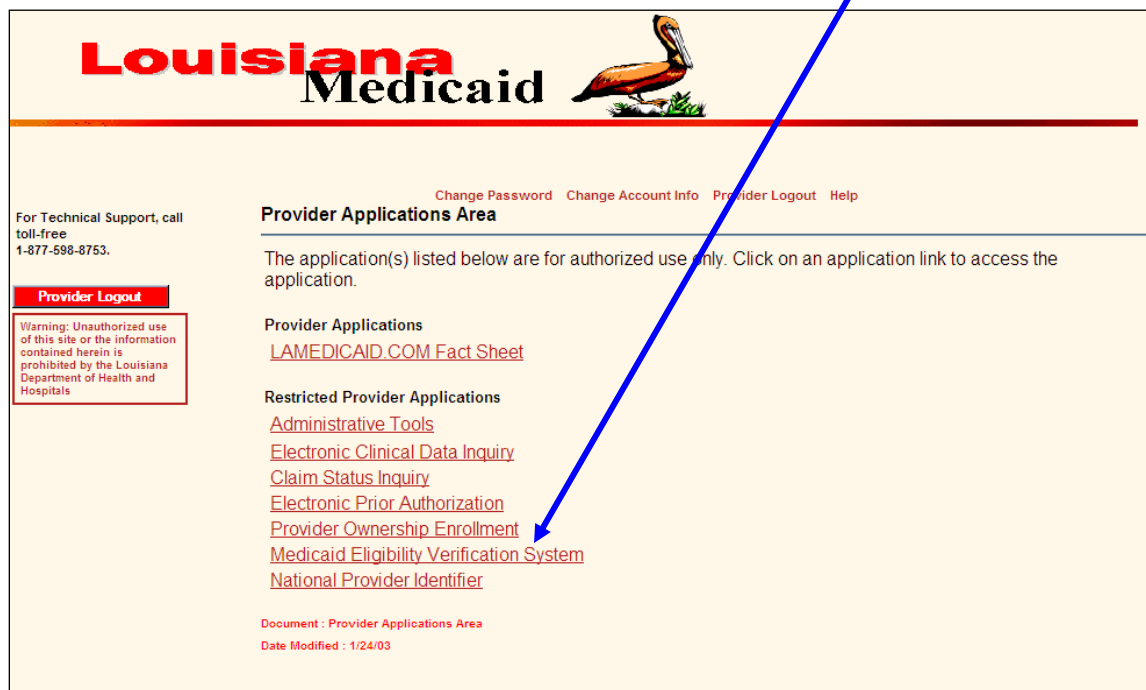 Louisiana
Medicaid
Change Password Change Account Info Provider Logout Help
For Technical Support, call
toll-free
1-877-598-8753.
Provider Logout
Warning: Unauthorized use
of this site or the information
contained herein is
prohibited by the Louisiana
Department of Health and
Hospitals
Provider Applications Area
The application(s) listed below are for authorized use only. Click on an application link to access the
application.
Provider Applications
LAMEDICAID.COM Fact Sheet
Restricted Provider Applications
Administrative Tools
Electronic Clinical Data Inquiry
Claim Status Inquiry
Electronic Prior Authorization
Provider Ownership Enrollment
Medicaid Eligibility Verification System
National Provider Identifier
Document : Provider Applications Area
Date Modified : 1/24/03